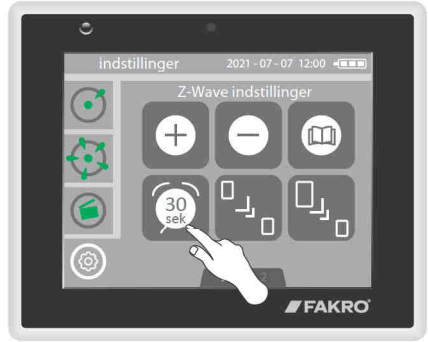 indstillinger 2021 - 07 - 07 12:00
Z-Wave indstillinger
30
sek
FAKRO